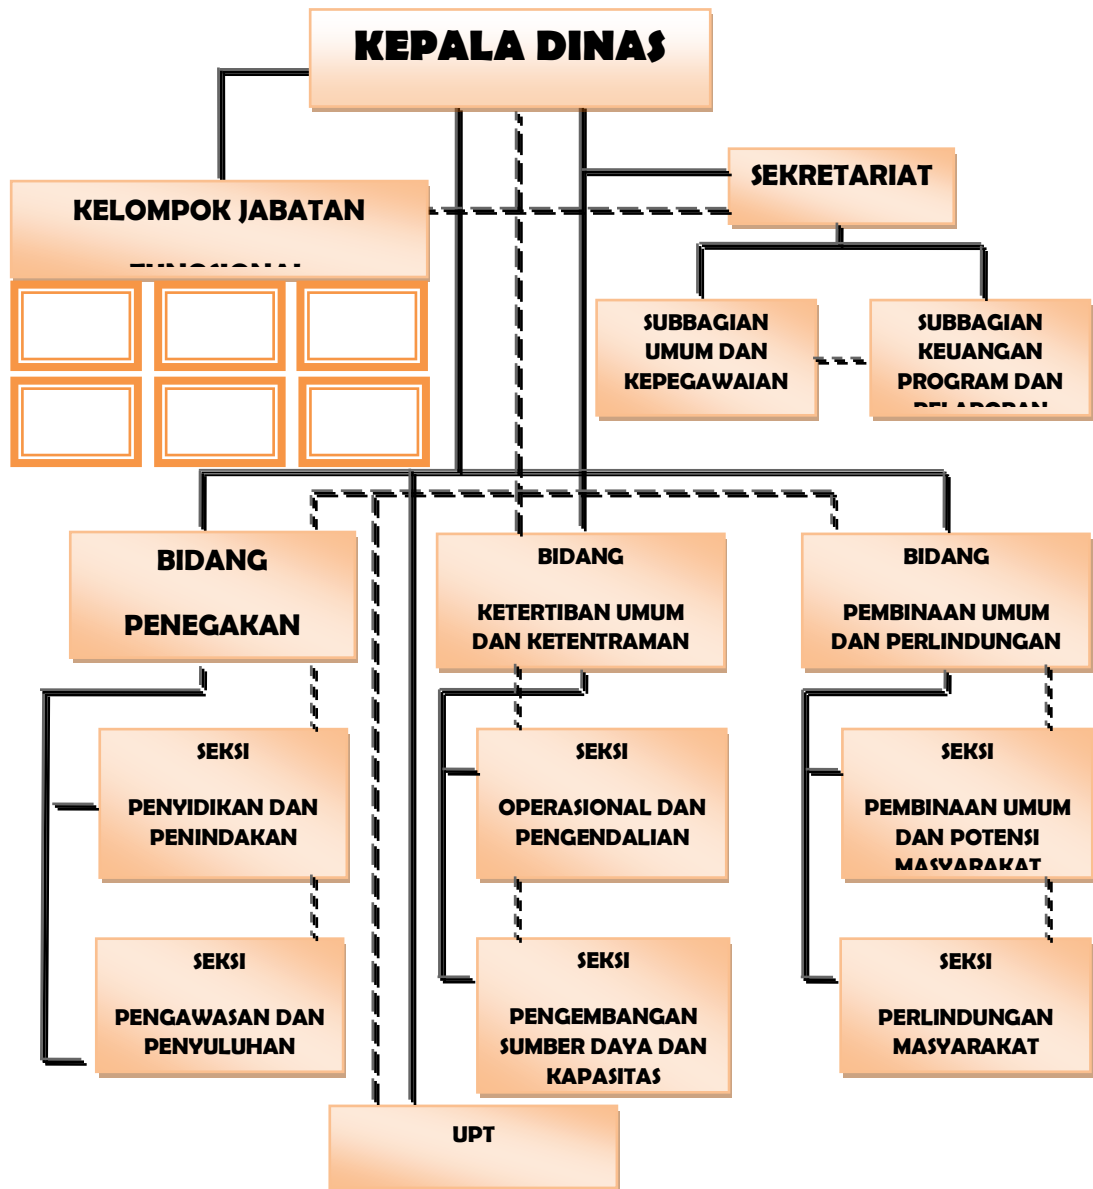 KEPALA DINAS
SEKRETARIAT
KELOMPOK JABATAN
SUBBAGIAN
UMUM DAN
KEPEGAWAIAN
SUBBAGIAN
KEUANGAN
PROGRAM DAN
PELAPORAN
BIDANG
PENEGAKAN
BIDANG
KETERTIBAN UMUM
DAN KETENTRAMAN
BIDANG
PEMBINAAN UMUM
DAN PERLINDUNGAN
SEKSI
PENYIDIKAN DAN
PENINDAKAN
SEKSI
OPERASIONAL DAN
PENGENDALIAN
SEKSI
PEMBINAAN UMUM
DAN POTENSI
MASYARAKAT
SEKSI
PENGAWASAN DAN
PENYULUHAN
SEKSI
PENGEMBANGAN
SUMBER DAYA DAN
KAPASITAS
SEKSI
PERLINDUNGAN
MASYARAKAT
UPT